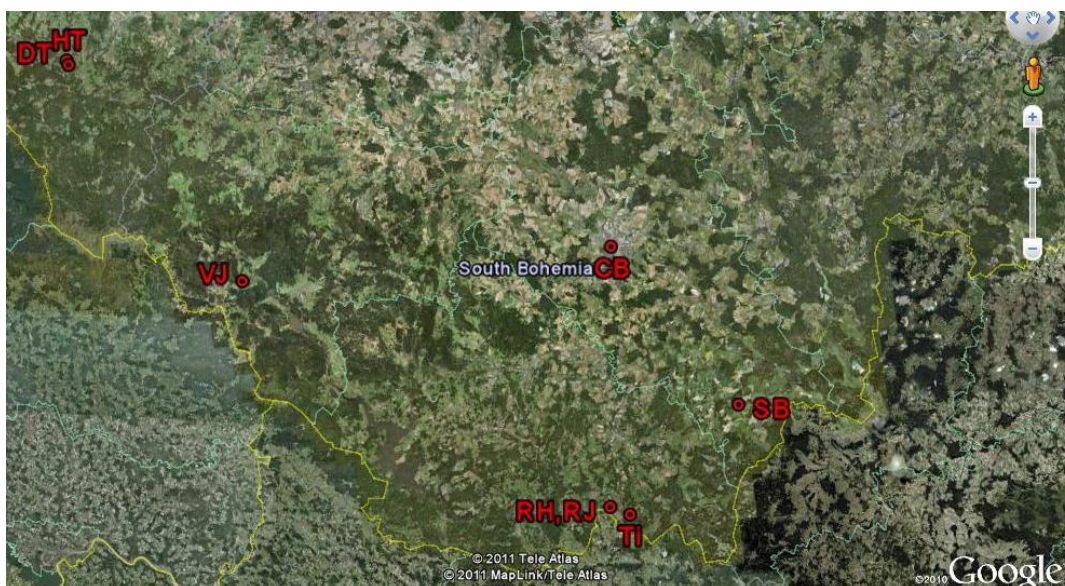 HT
DT
VJ
South Bohemia
CB
SB
RH,RJ
TI
© 2011 Tele Atlas
© 2011 MapLink/Tele Atlas
©2010 Google